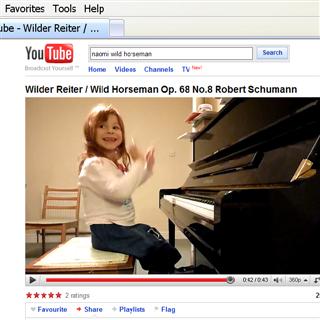 Favorites Tools Help
ube - Wilder Reiter / ...
YouTube
Broadcast Yourself™
naomi wild horseman
Search
Home Videos Channels TV New!
Wilder Reiter / Wild Horseman Op. 68 No.8 Robert Schumann
0:42 / 0:43 360p
2 ratings
2
Favourite Share Playlists Flag